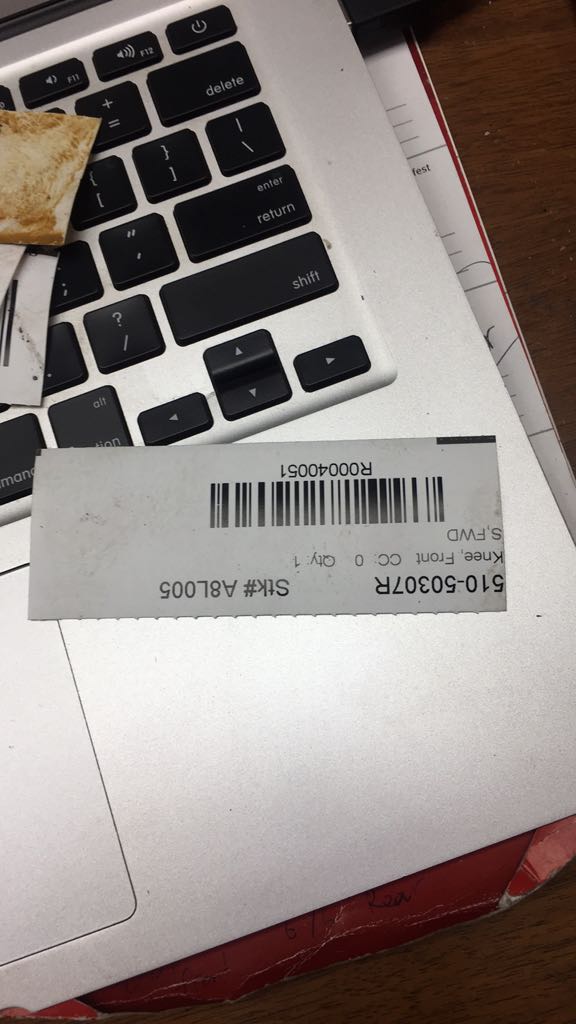 F11
F12
delete
+
=
|
\
}
]
{
[
enter
return
"
'
;
shift
?
/
.
alt
510-50307R Stk# A8L005
Knee, Front CC: 0 Qty: 1
S,FWD
R00040051